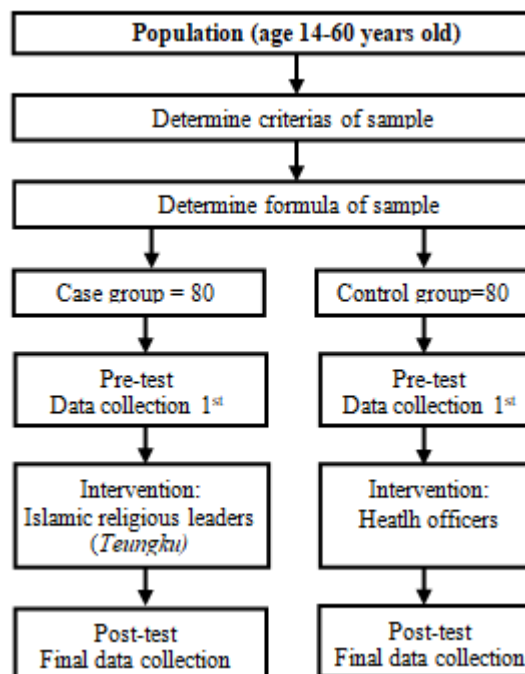 Population (age 14-60 years old)
Determine criterias of sample
Determine formula of sample
Case group = 80
Control group=80
Pre-test
Data collection 1st
Pre-test
Data collection 1st
Intervention:
Islamic religious leaders
(Teungku)
Intervention:
Heatlh officers
Post-test
Final data collection
Post-test
Final data collection